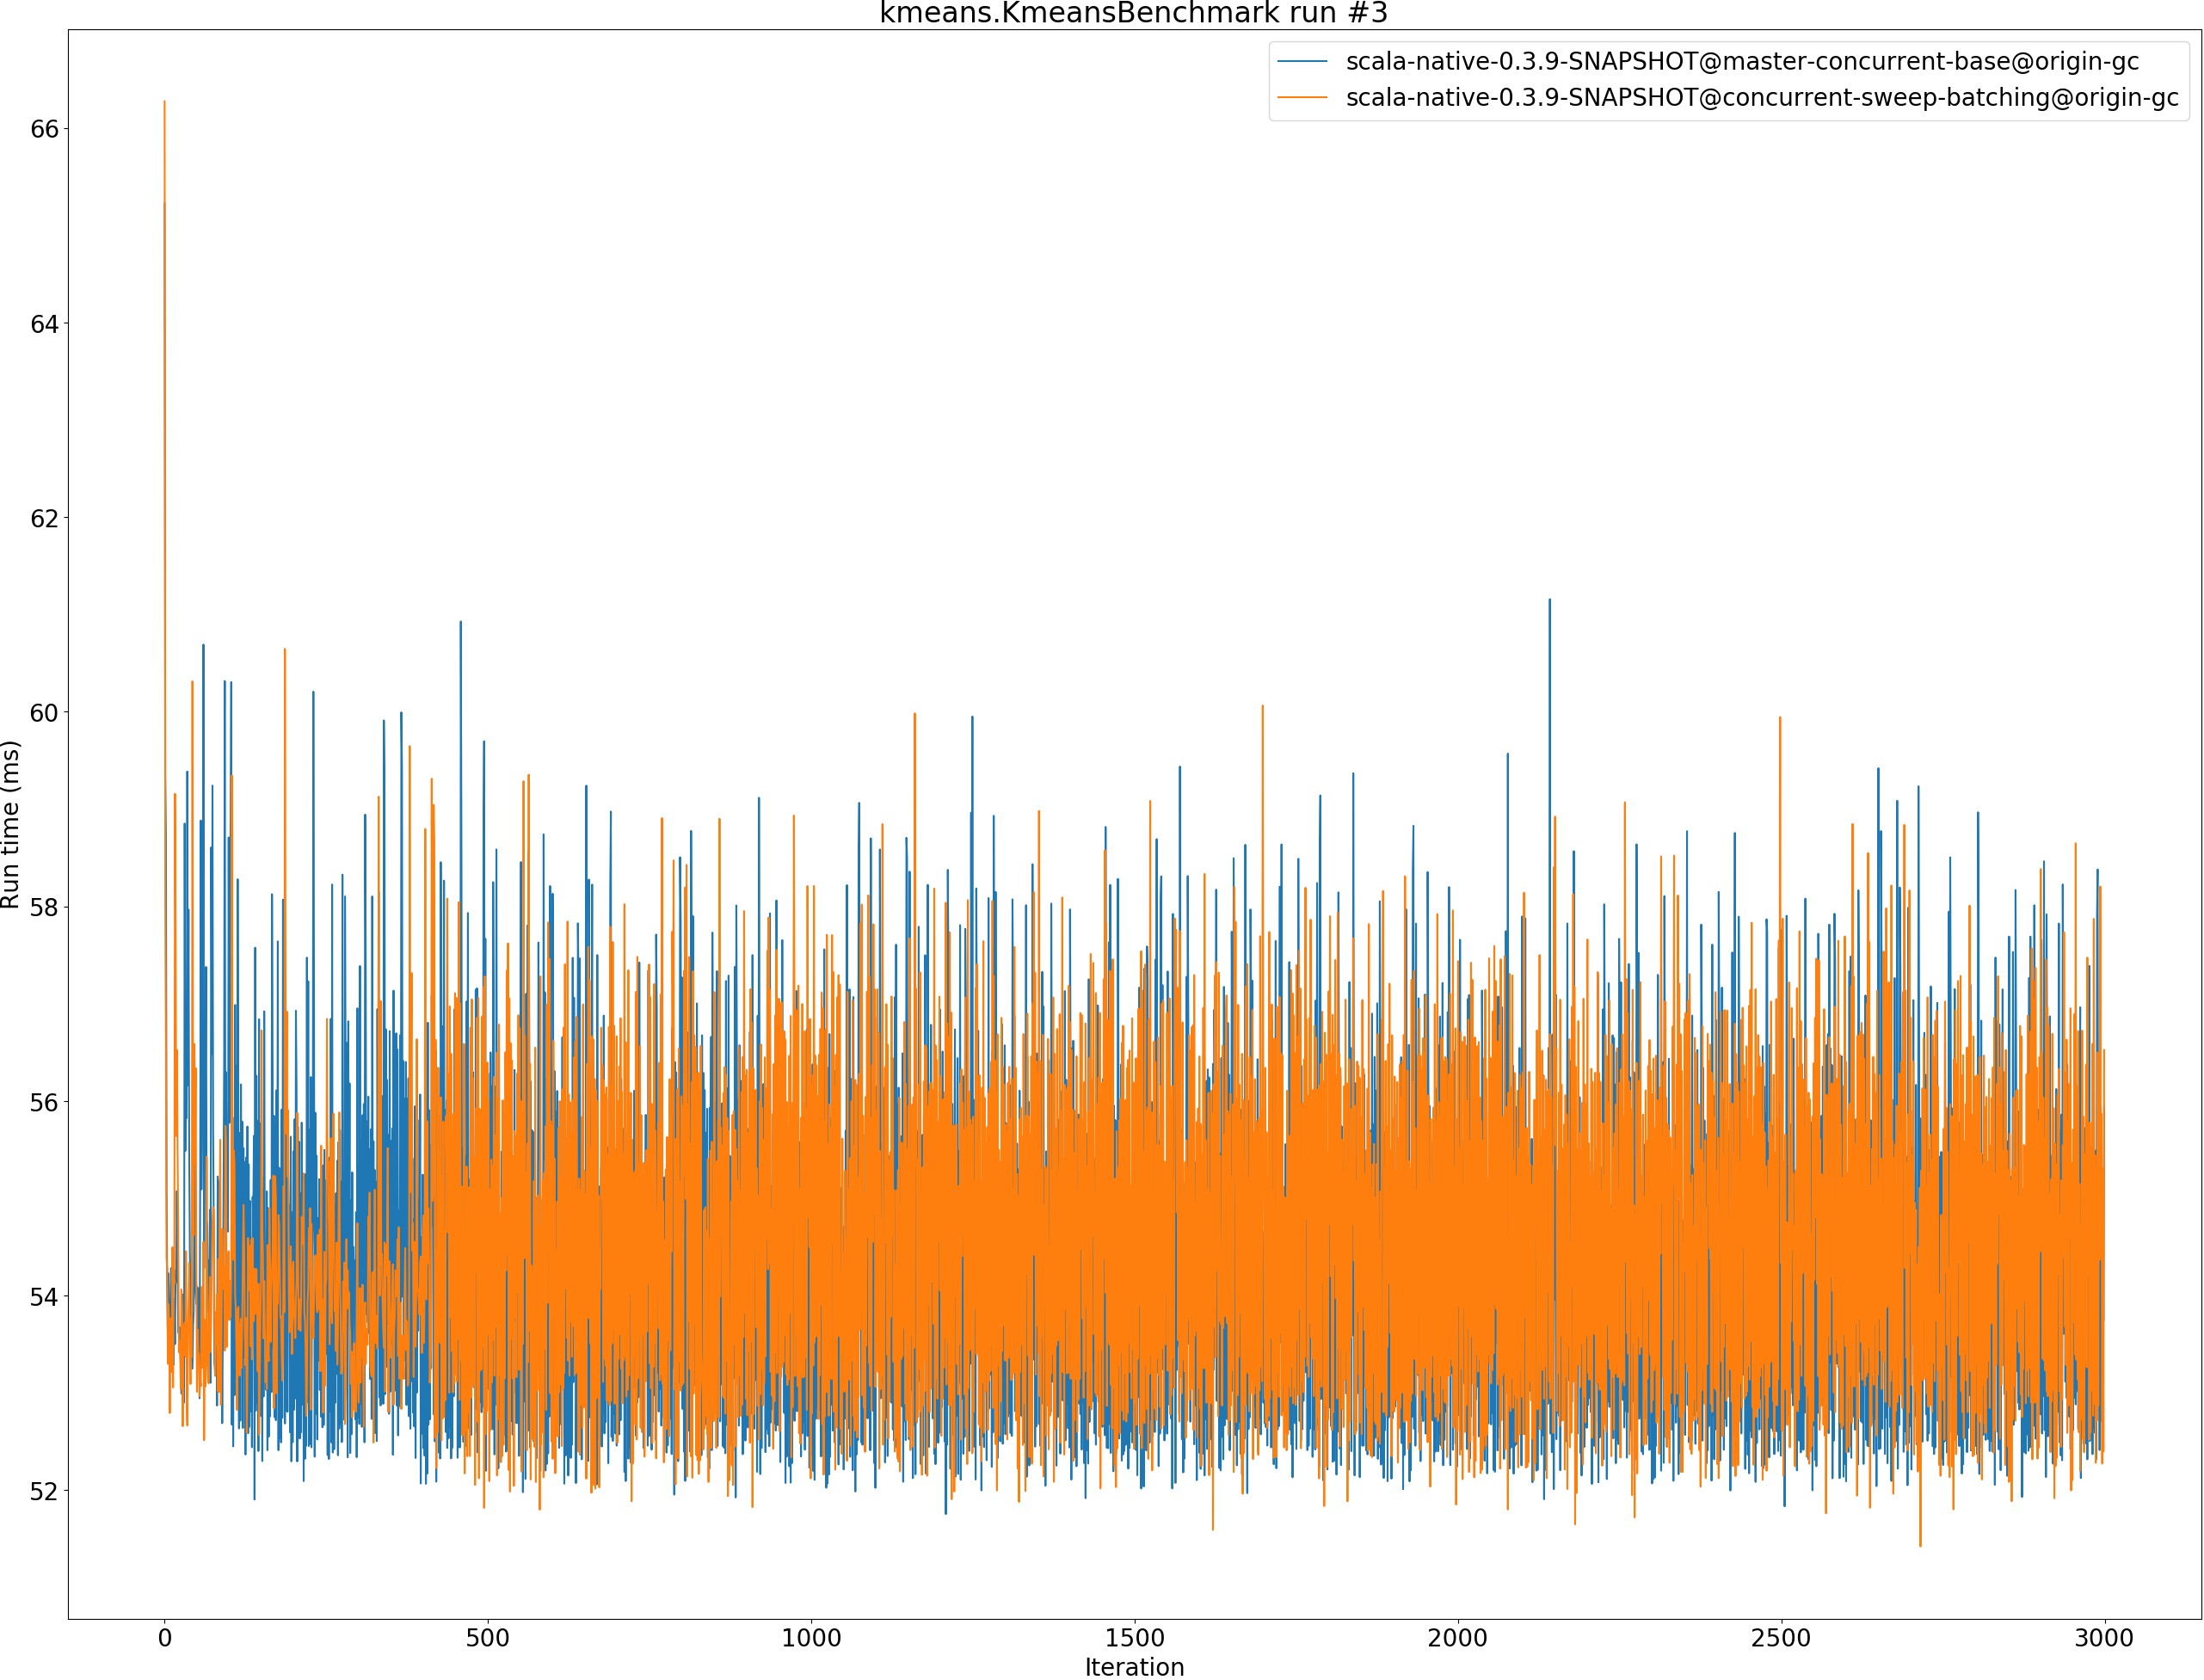 kmeans.KmeansBenchmark run #3
scala-native-0.3.9-SNAPSHOT@master-concurrent-base@origin-gc
scala-native-0.3.9-SNAPSHOT@concurrent-sweep-batching@origin-gc
66
64
62
60
58
56
54
52
Run time (ms)
0 500 1000 1500 2000 2500 3000
Iteration